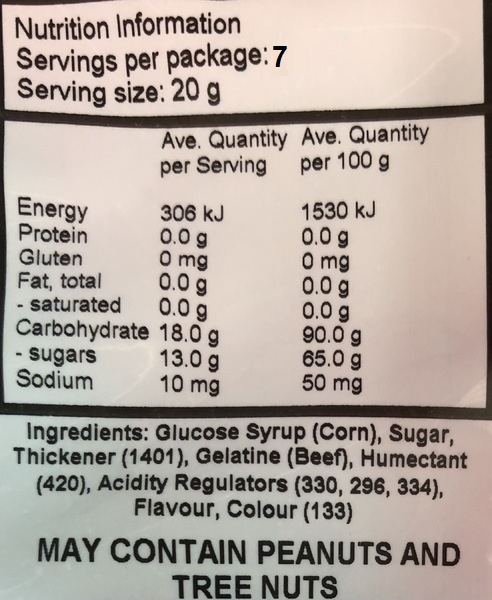 Nutrition Information
Servings per package: 7
Serving size: 20 g
Ave. Quantity Ave. Quantity
per Serving per 100 g
Energy 306 kJ 1530 kJ
Protein 0.0 g 0.0 g
Gluten 0 mg 0 mg
Fat, total 0.0 g 0.0 g
- saturated 0.0 g 0.0 g
Carbohydrate 18.0 g 90.0 g
- sugars 13.0 g 65.0 g
Sodium 10 mg 50 mg
Ingredients: Glucose Syrup (Corn), Sugar,
Thickener (1401), Gelatine (Beef), Humectant
(420), Acidity Regulators (330, 296, 334),
Flavour, Colour (133)
MAY CONTAIN PEANUTS AND
TREE NUTS